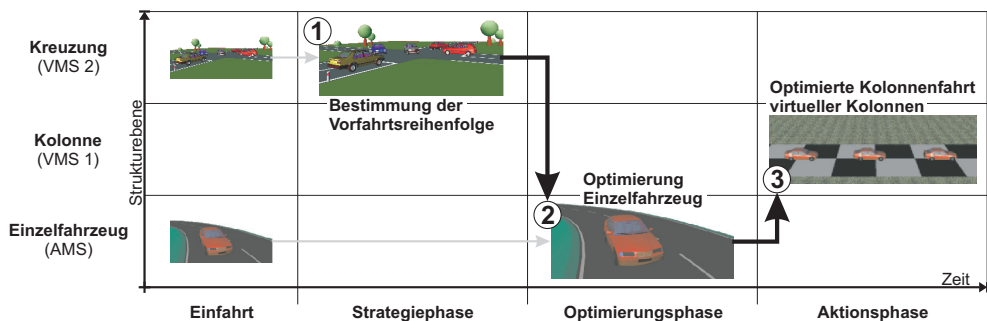 Kreuzung
(VMS 2)
Kolonne
(VMS 1)
Einzelfahrzeug
(AMS)
Strukturebene
1
Bestimmung der
Vorfahrtsreihenfolge
2
Optimierung
Einzelfahrzeug
Optimierte Kolonnenfahrt
virtueller Kolonnen
3
Zeit
Einfahrt
Strategiephase
Optimierungsphase
Aktionsphase